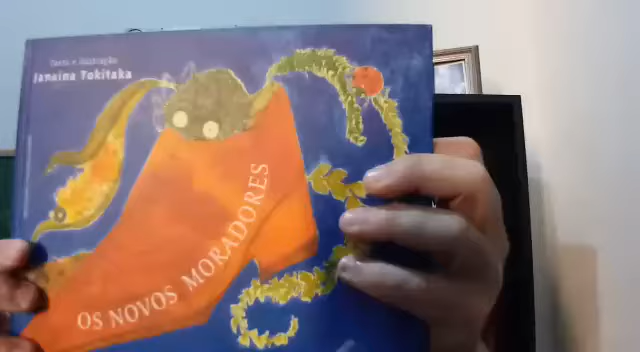 Texto e ilustração
Janaina Tokitaka
OS NOVOS MORADORES